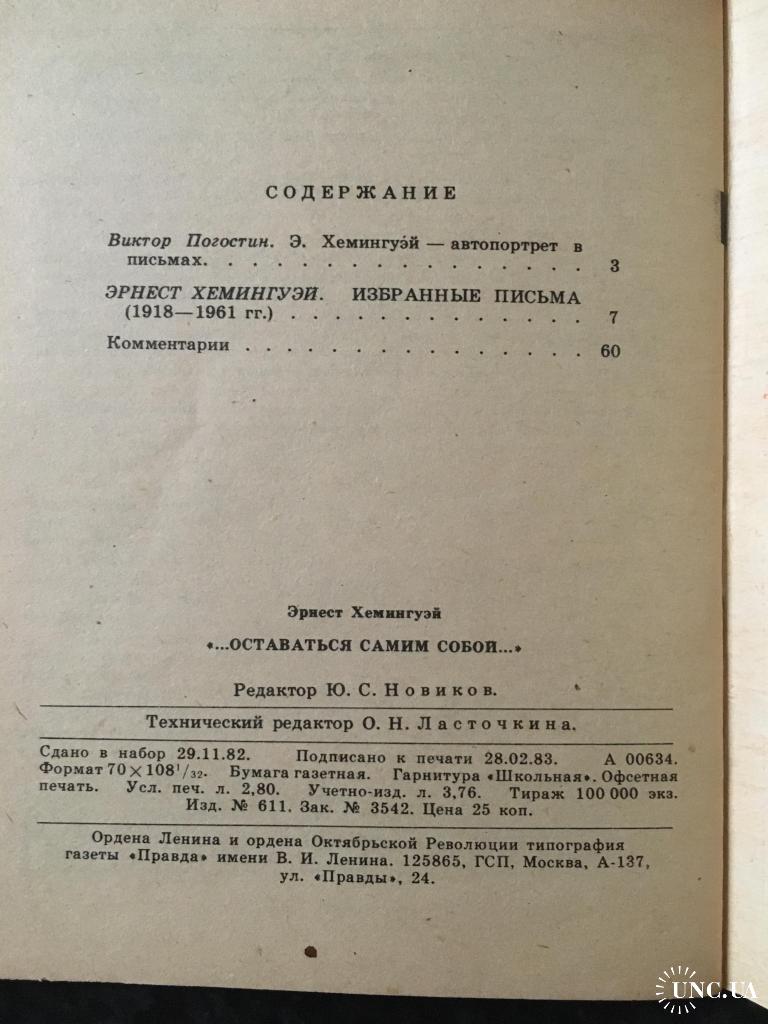 СОДЕРЖАНИЕ
Виктор Погостин. Э. Хемингуэ́й — автопортрет в
письмах. . . . . . . . . . . . . . . . 3
ЭРНЕСТ ХЕМИНГУЭЙ. ИЗБРАННЫЕ ПИСЬМА
(1918—1961 гг.) . . . . . . . . . . . . . 7
Комментарии . . . . . . . . . . . . . . . 60
Эрнест Хемингуэй
«...ОСТАВАТЬСЯ САМИМ СОБОЙ...»
Редактор Ю. С. Новиков.
Технический редактор О. Н. Ласточкина.
Сдано в набор 29.11.82. Подписано к печати 28.02.83. А 00634.
Формат 70×108¹/₃₂. Бумага газетная. Гарнитура «Школьная». Офсетная
печать. Усл. печ. л. 2,80. Учетно-изд. л. 3,76. Тираж 100 000 экз.
Изд. № 611. Зак. № 3542. Цена 25 коп.
Ордена Ленина и ордена Октябрьской Революции типография
газеты «Правда» имени В. И. Ленина. 125865, ГСП, Москва, А-137,
ул. «Правды», 24.
UNC.UA